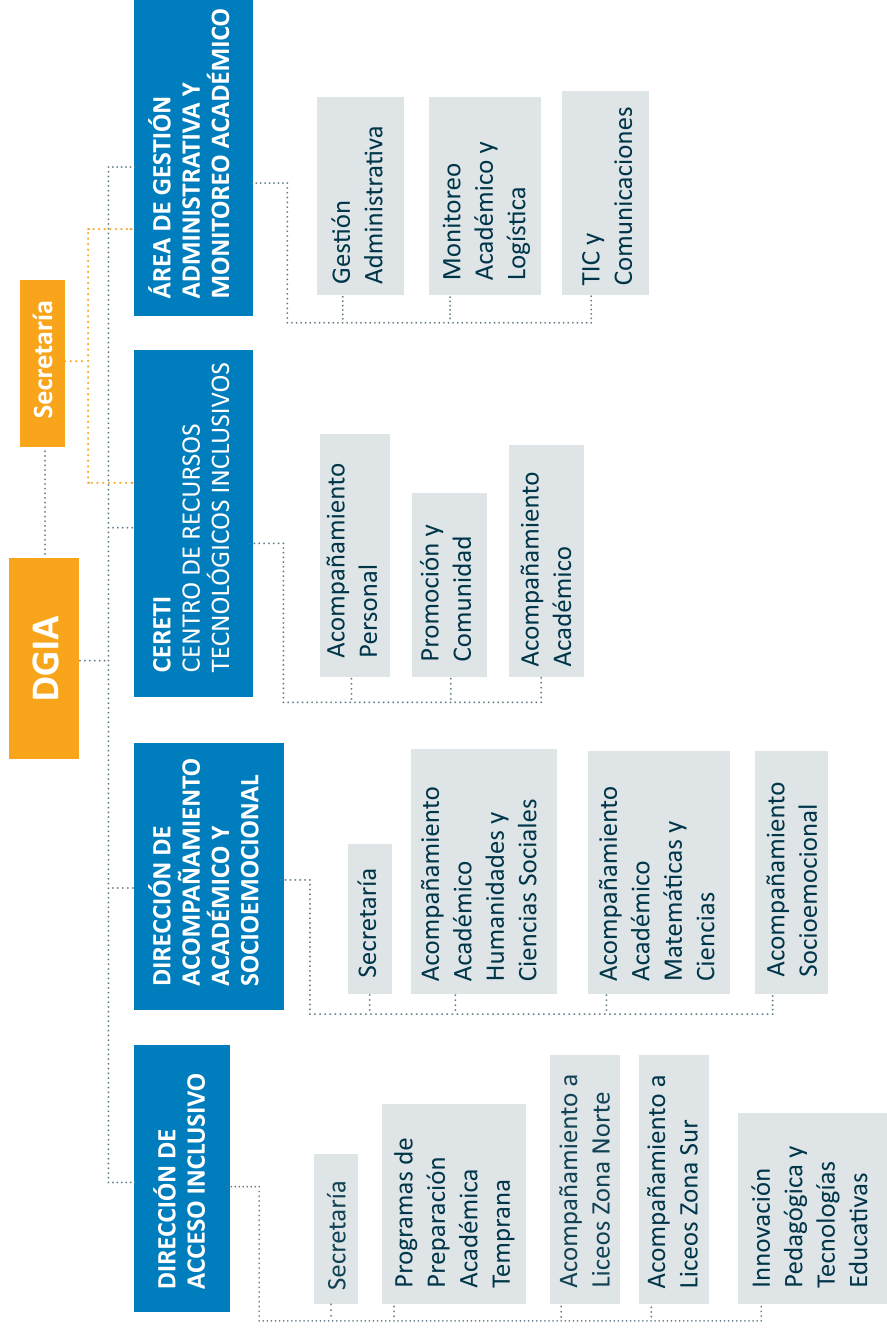 DGIA
Secretaría
DIRECCIÓN DE
ACCESO INCLUSIVO
Secretaría
Programas de
Preparación
Académica
Temprana
Acompañamiento a
Liceos Zona Norte
Acompañamiento a
Liceos Zona Sur
Innovación
Pedagógica y
Tecnologías
Educativas
DIRECCIÓN DE
ACOMPAÑAMIENTO
ACADÉMICO Y
SOCIOEMOCIONAL
Secretaría
Acompañamiento
Académico
Humanidades y
Ciencias Sociales
Acompañamiento
Académico
Matemáticas y
Ciencias
Acompañamiento
Socioemocional
CERETI
CENTRO DE RECURSOS
TECNOLÓGICOS INCLUSIVOS
Acompañamiento
Personal
Promoción y
Comunidad
Acompañamiento
Académico
ÁREA DE GESTIÓN
ADMINISTRATIVA Y
MONITOREO ACADÉMICO
Gestión
Administrativa
Monitoreo
Académico y
Logística
TIC y
Comunicaciones